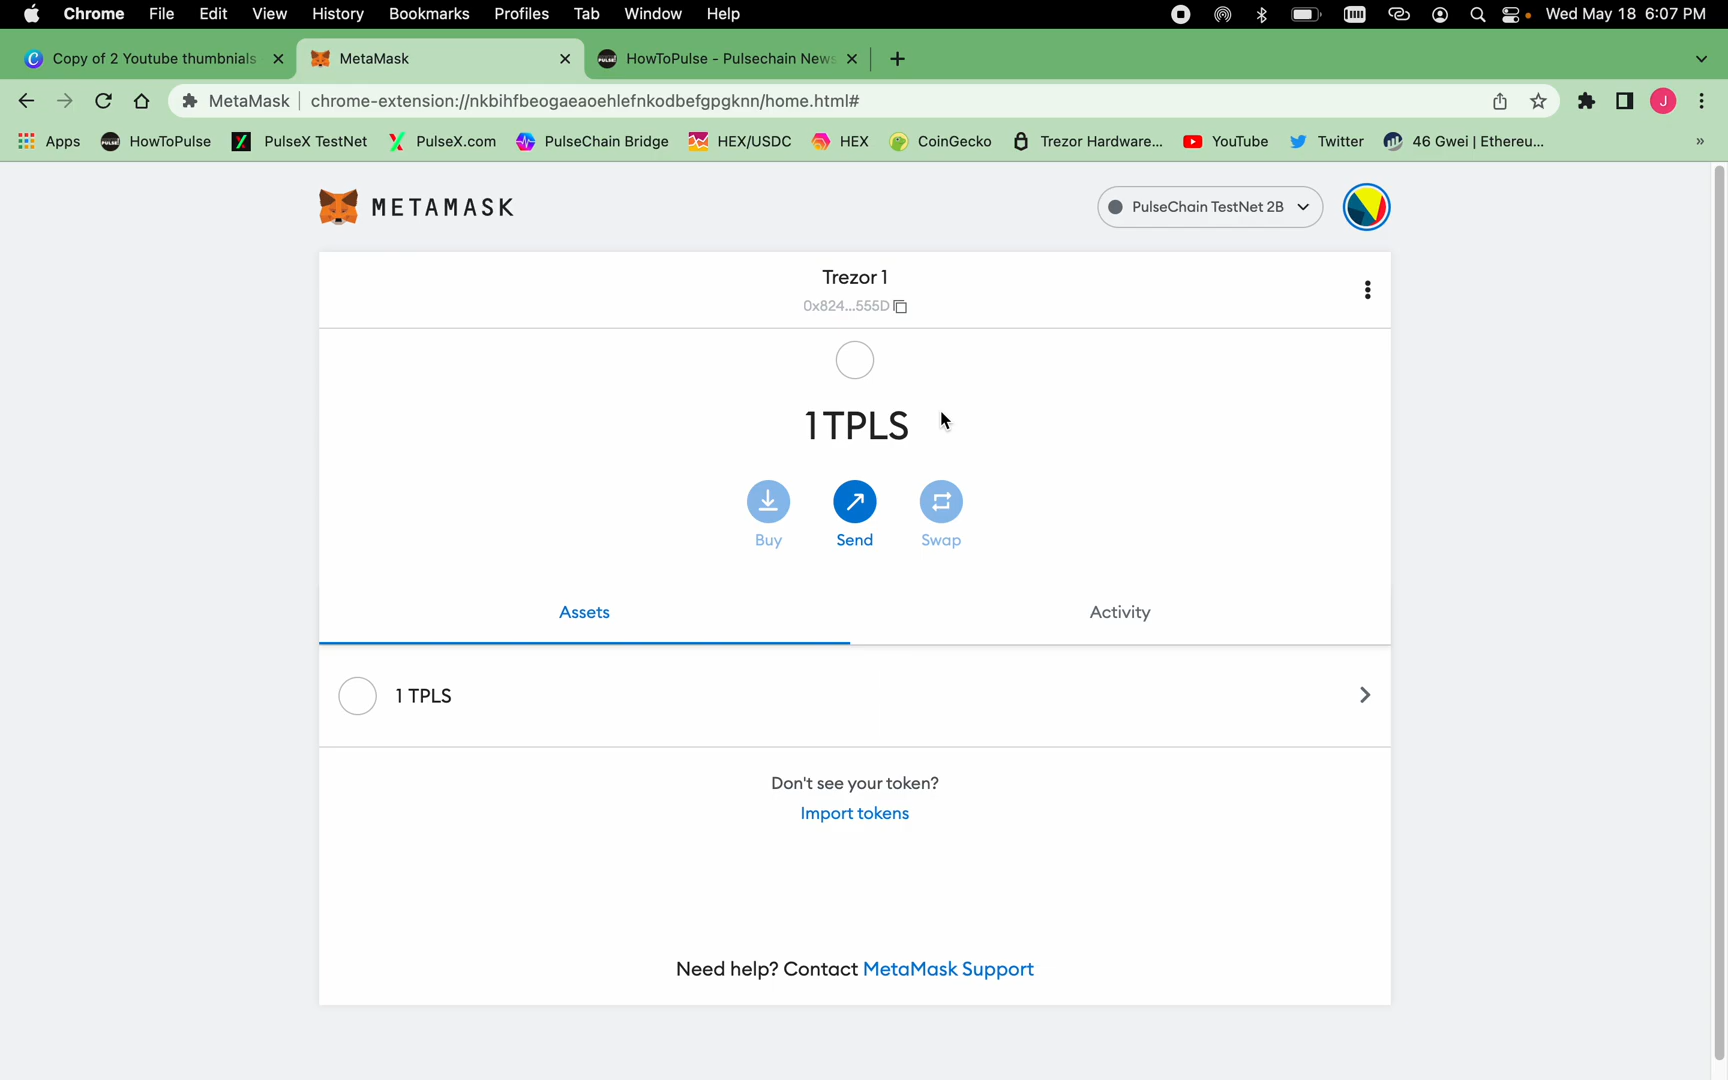 Chrome File Edit View History Bookmarks Profiles Tab Window Help Wed May 18 6:07 PM
Copy of 2 Youtube thumbnials MetaMask HowToPulse - Pulsechain News
MetaMask chrome-extension://nkbihfbeogaeaoehlefnkodbefgpgknn/home.html# J
Apps HowToPulse PulseX TestNet PulseX.com PulseChain Bridge HEX/USDC HEX CoinGecko Trezor Hardware... YouTube Twitter 46 Gwei | Ethereu... »
METAMASK PulseChain TestNet 2B
Trezor 1
0x824...555D
1 TPLS
Buy Send Swap
Assets Activity
1 TPLS
Don't see your token?
Import tokens
Need help? Contact MetaMask Support